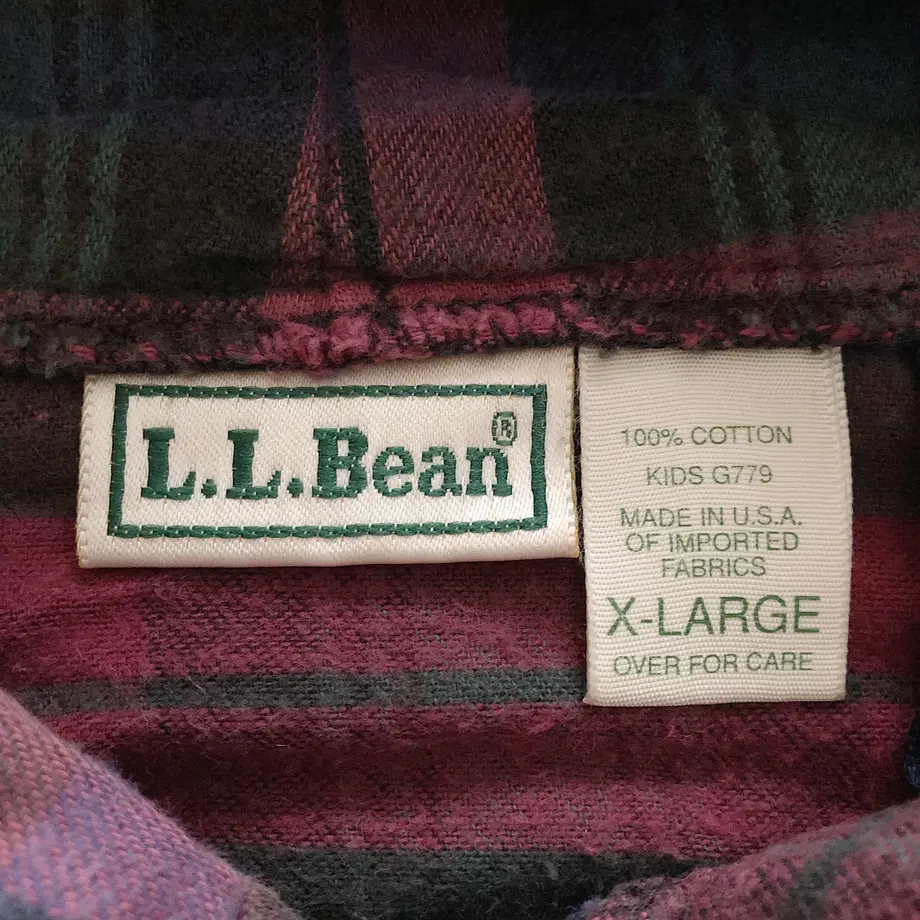 L.L.Bean®
100% COTTON
KIDS G779
MADE IN U.S.A.
OF IMPORTED
FABRICS
X-LARGE
OVER FOR CARE